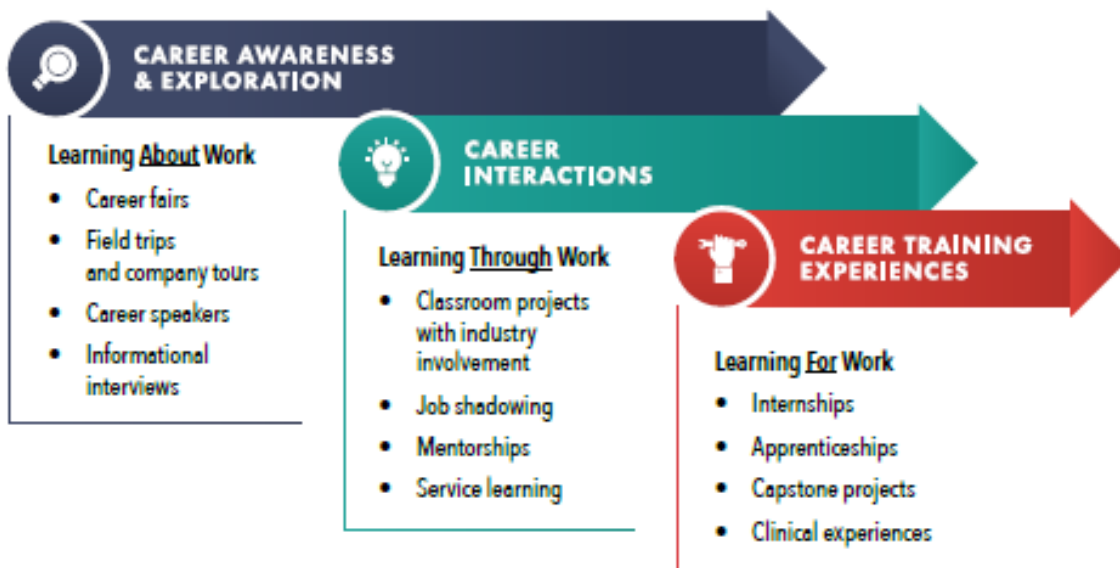 CAREER AWARENESS
& EXPLORATION
Learning About Work
• Career fairs
• Field trips
and company tours
• Career speakers
• Informational
interviews
CAREER
INTERACTIONS
Learning Through Work
• Classroom projects
with industry
involvement
• Job shadowing
• Mentorships
• Service learning
CAREER TRAINING
EXPERIENCES
Learning For Work
• Internships
• Apprenticeships
• Capstone projects
• Clinical experiences